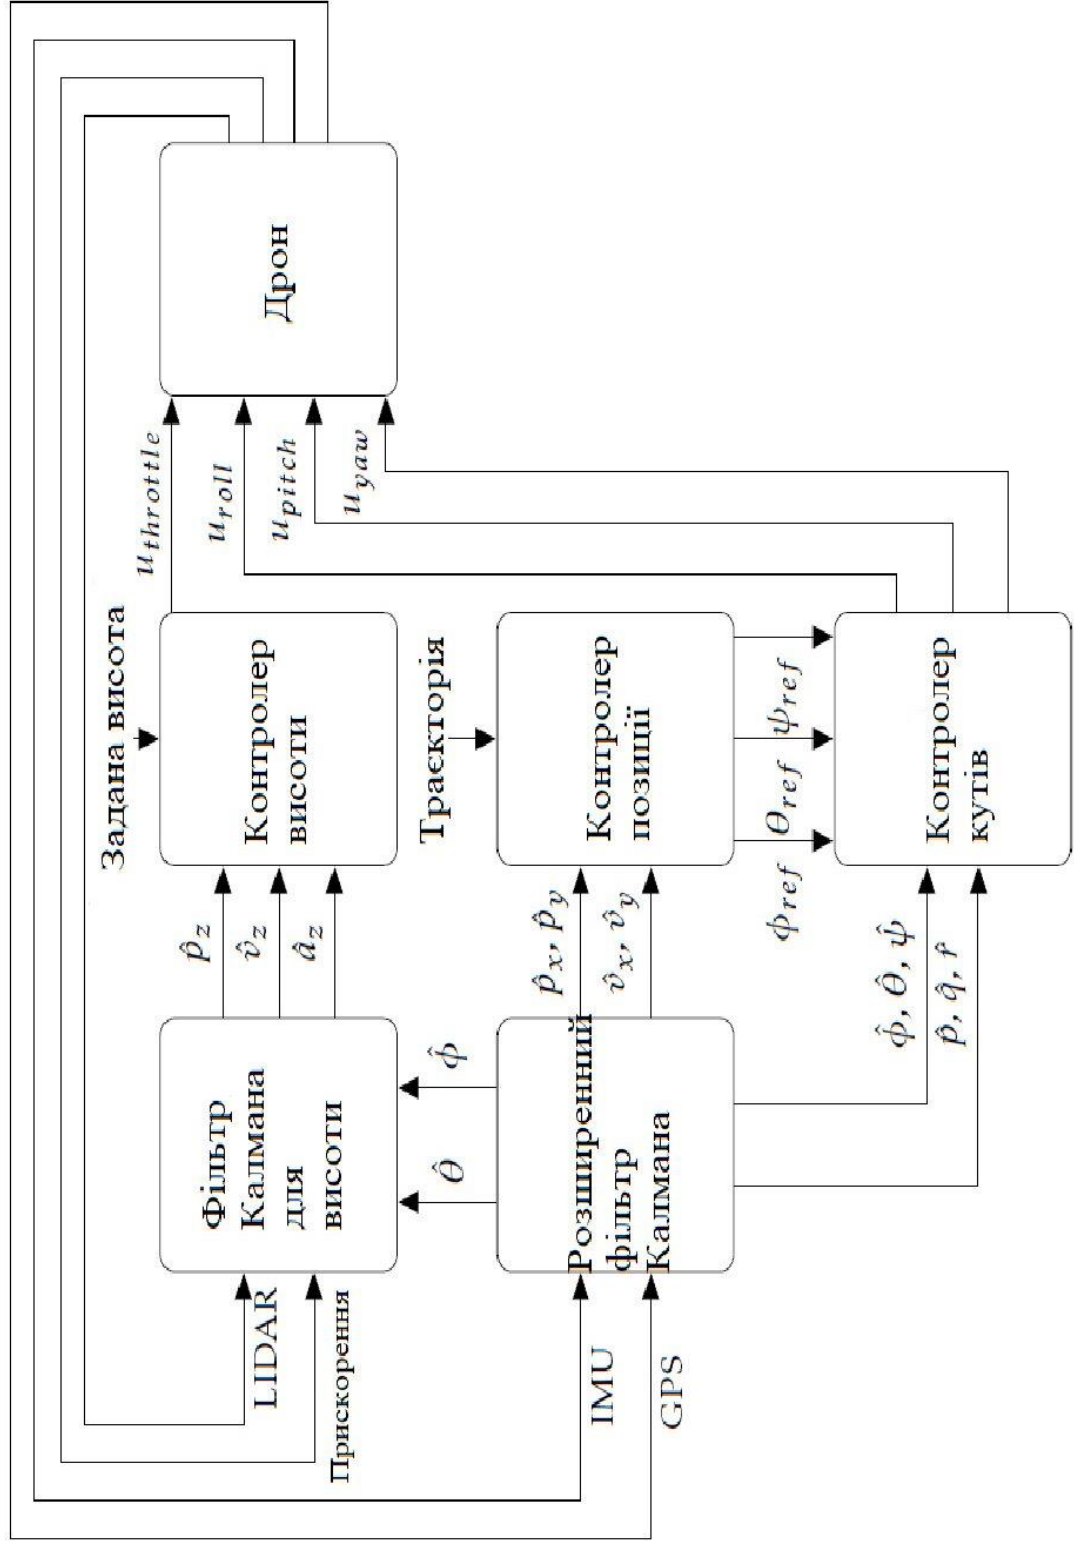 LIDAR
Прискорення
Фільтр
Калмана
для
висоти
p̂_z
v̂_z
â_z
Задана висота
Контролер
висоти
u_throttle
u_roll
u_pitch
u_yaw
Дрон
θ̂
ϕ̂
IMU
GPS
Розширенний
фільтр
Калмана
p̂_x, p̂_y
v̂_x, v̂_y
Траєкторія
Контролер
позиції
ϕ_ref
θ_ref
ψ_ref
ϕ̂, θ̂, ψ̂
p̂, q̂, r̂
Контролер
кутів